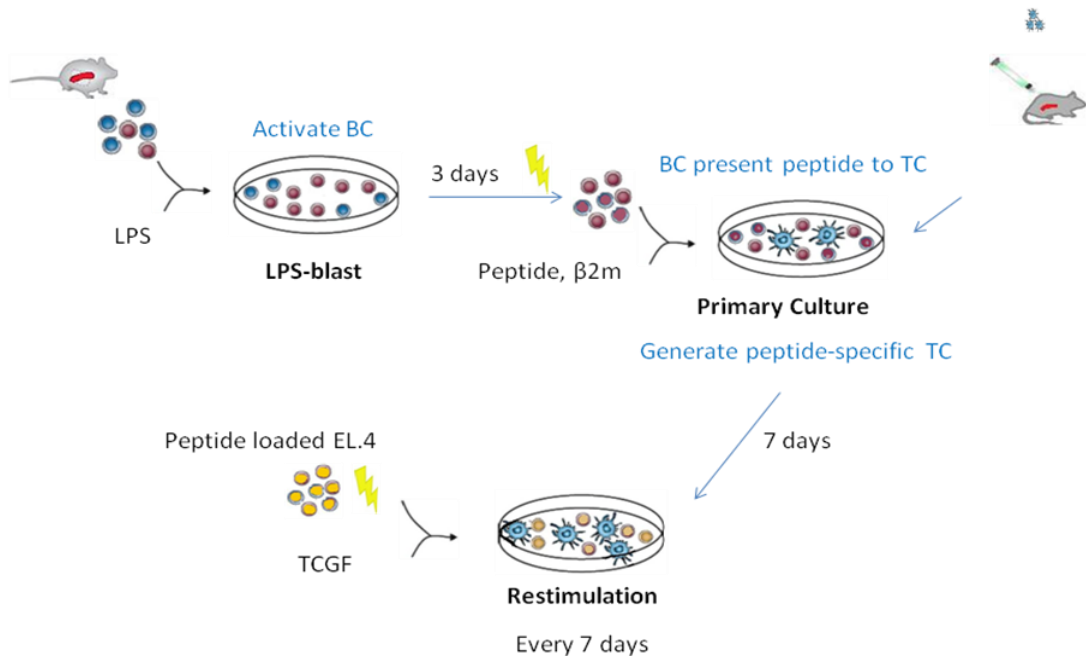 Activate BC
LPS
LPS-blast
3 days
Peptide, β2m
BC present peptide to TC
Primary Culture
Generate peptide-specific TC
7 days
Peptide loaded EL.4
TCGF
Restimulation
Every 7 days